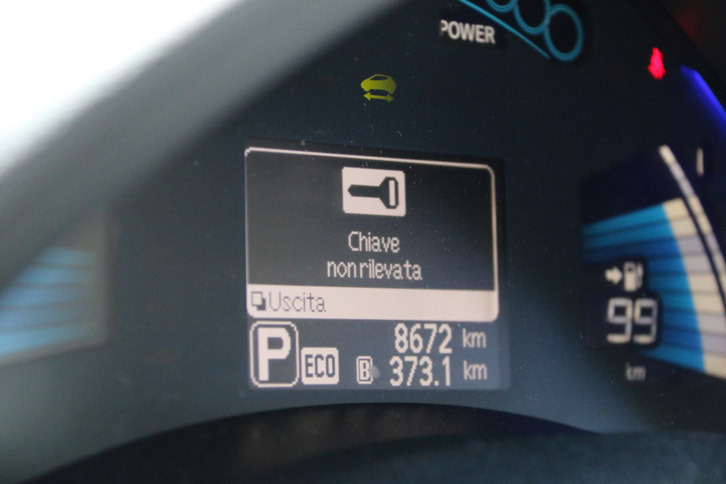 POWER
Chiave
non rilevata
Uscita
P ECO
8672 km
B 373.1 km
99
km